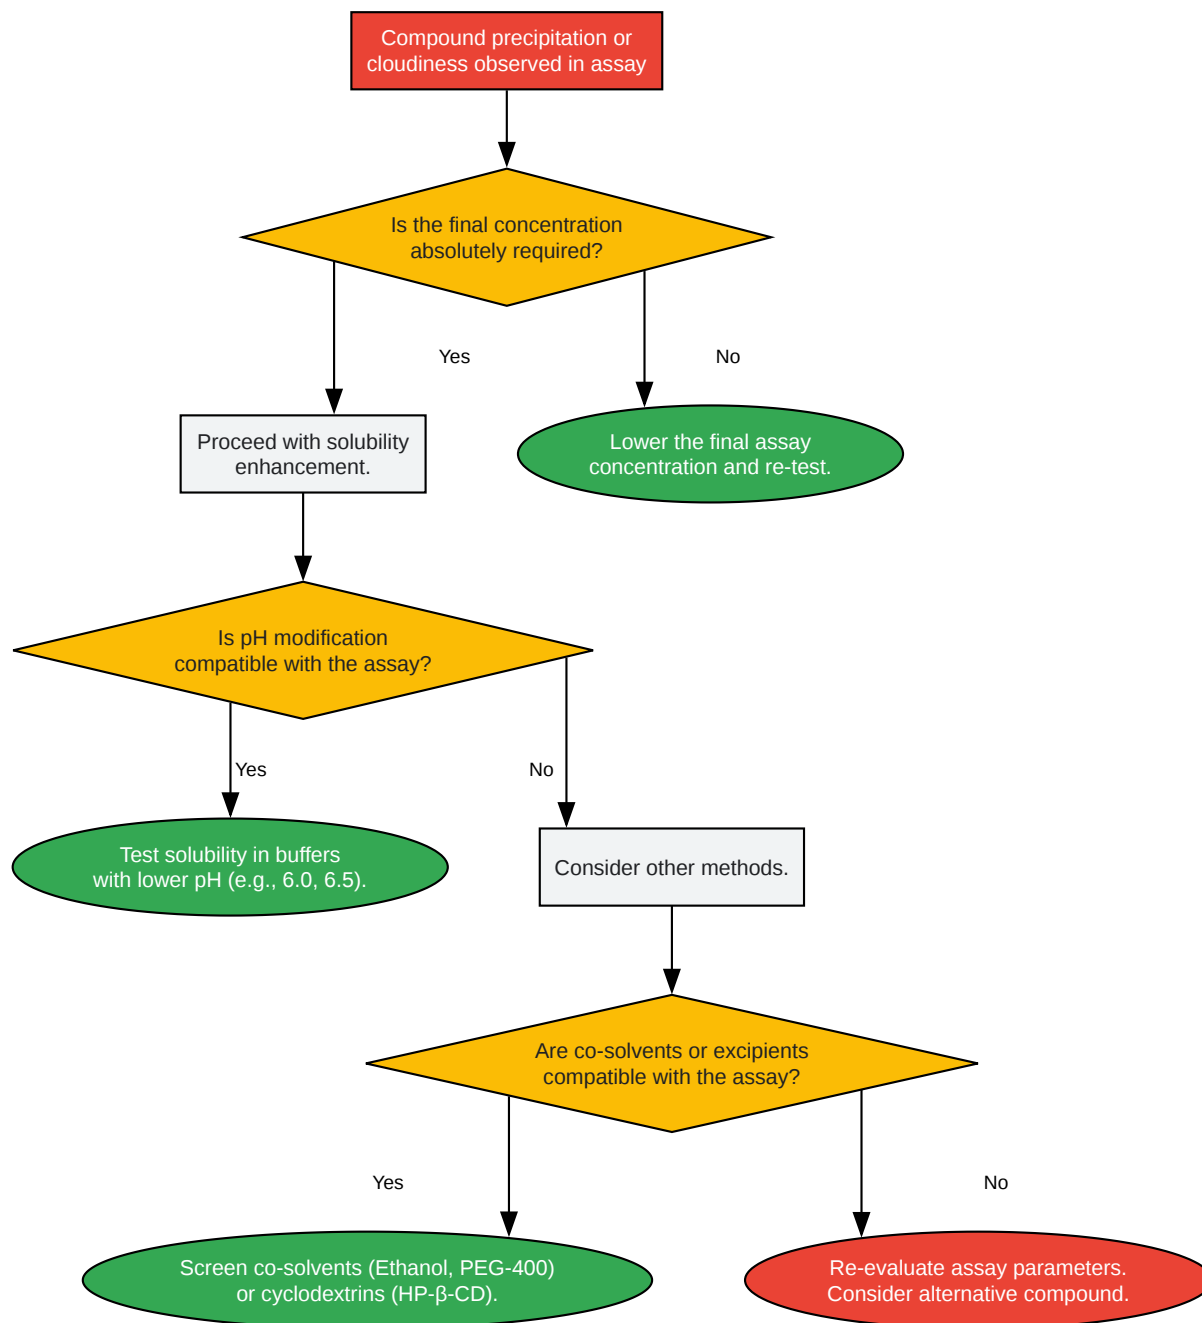 Compound precipitation or
cloudiness observed in assay
Is the final concentration
absolutely required?
Yes
No
Proceed with solubility
enhancement.
Lower the final assay
concentration and re-test.
Is pH modification
compatible with the assay?
Yes
No
Test solubility in buffers
with lower pH (e.g., 6.0, 6.5).
Consider other methods.
Are co-solvents or excipients
compatible with the assay?
Yes
No
Screen co-solvents (Ethanol, PEG-400)
or cyclodextrins (HP-β-CD).
Re-evaluate assay parameters.
Consider alternative compound.